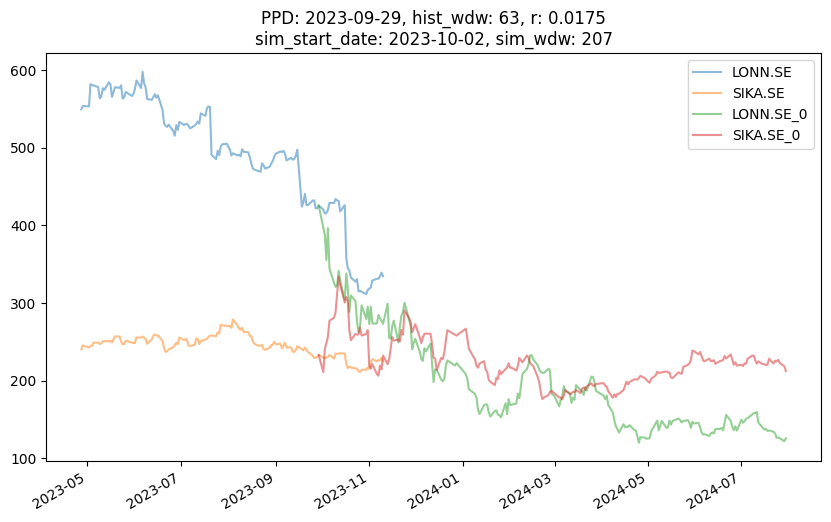 PPD: 2023-09-29, hist_wdw: 63, r: 0.0175
sim_start_date: 2023-10-02, sim_wdw: 207
LONN.SE
SIKA.SE
LONN.SE_0
SIKA.SE_0
600
500
400
300
200
100
2023-05
2023-07
2023-09
2023-11
2024-01
2024-03
2024-05
2024-07